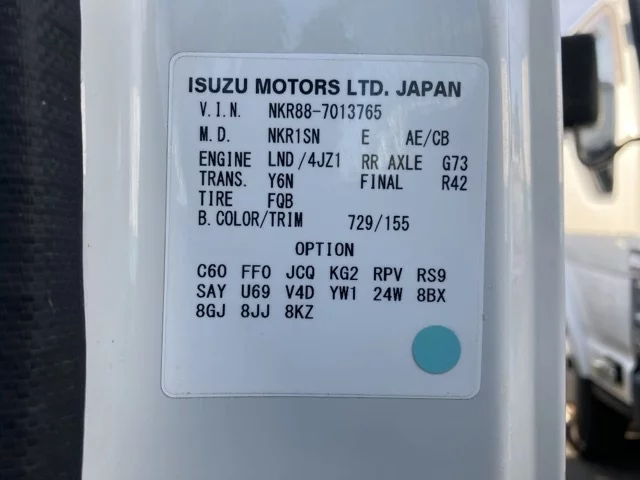 ISUZU MOTORS LTD. JAPAN
V.I.N. NKR88-7013765
M.D. NKR1SN E AE/CB
ENGINE LND/4JZ1 RR AXLE G73
TRANS. Y6N FINAL R42
TIRE FQB
B.COLOR/TRIM 729/155
OPTION
C60 FF0 JCQ KG2 RPV RS9
SAY U69 V4D YW1 24W 8BX
8GJ 8JJ 8KZ